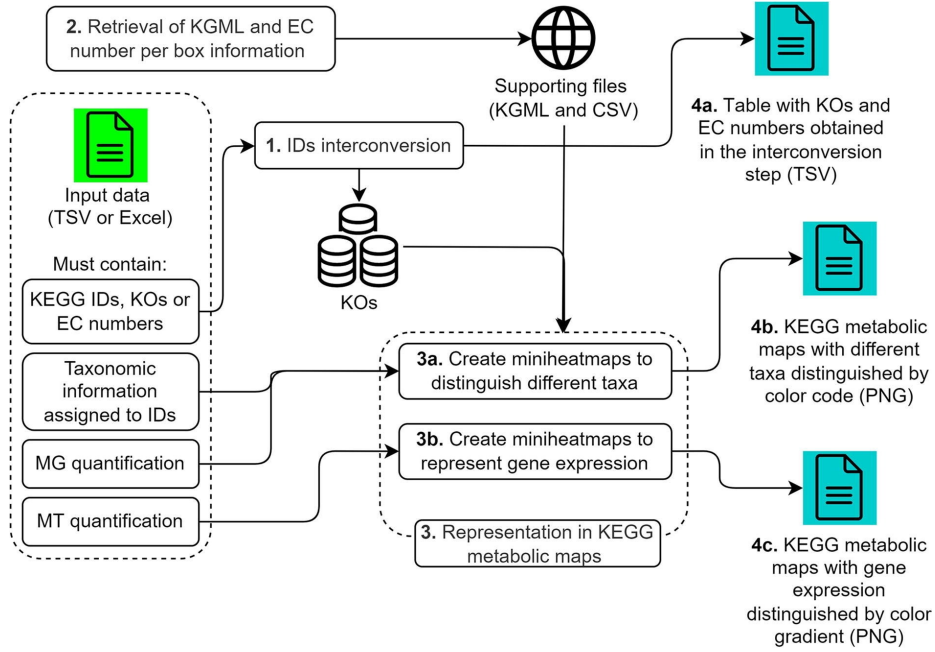 2. Retrieval of KGML and EC
number per box information
Supporting files
(KGML and CSV)
4a. Table with KOs and
EC numbers obtained
in the interconversion
step (TSV)
Input data
(TSV or Excel)
Must contain:
KEGG IDs, KOs or
EC numbers
Taxonomic
information
assigned to IDs
MG quantification
MT quantification
1. IDs interconversion
KOs
3a. Create miniheatmaps to
distinguish different taxa
3b. Create miniheatmaps to
represent gene expression
3. Representation in KEGG
metabolic maps
4b. KEGG metabolic
maps with different
taxa distinguished by
color code (PNG)
4c. KEGG metabolic
maps with gene
expression
distinguished by color
gradient (PNG)